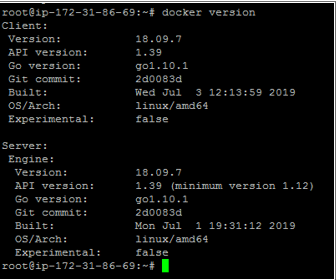 root@ip-172-31-86-69:~# docker version
Client:
 Version:           18.09.7
 API version:       1.39
 Go version:        go1.10.1
 Git commit:        2d0083d
 Built:             Wed Jul  3 12:13:59 2019
 OS/Arch:           linux/amd64
 Experimental:      false

Server:
 Engine:
  Version:          18.09.7
  API version:      1.39 (minimum version 1.12)
  Go version:       go1.10.1
  Git commit:       2d0083d
  Built:            Mon Jul  1 19:31:12 2019
  OS/Arch:          linux/amd64
  Experimental:     false
root@ip-172-31-86-69:~#